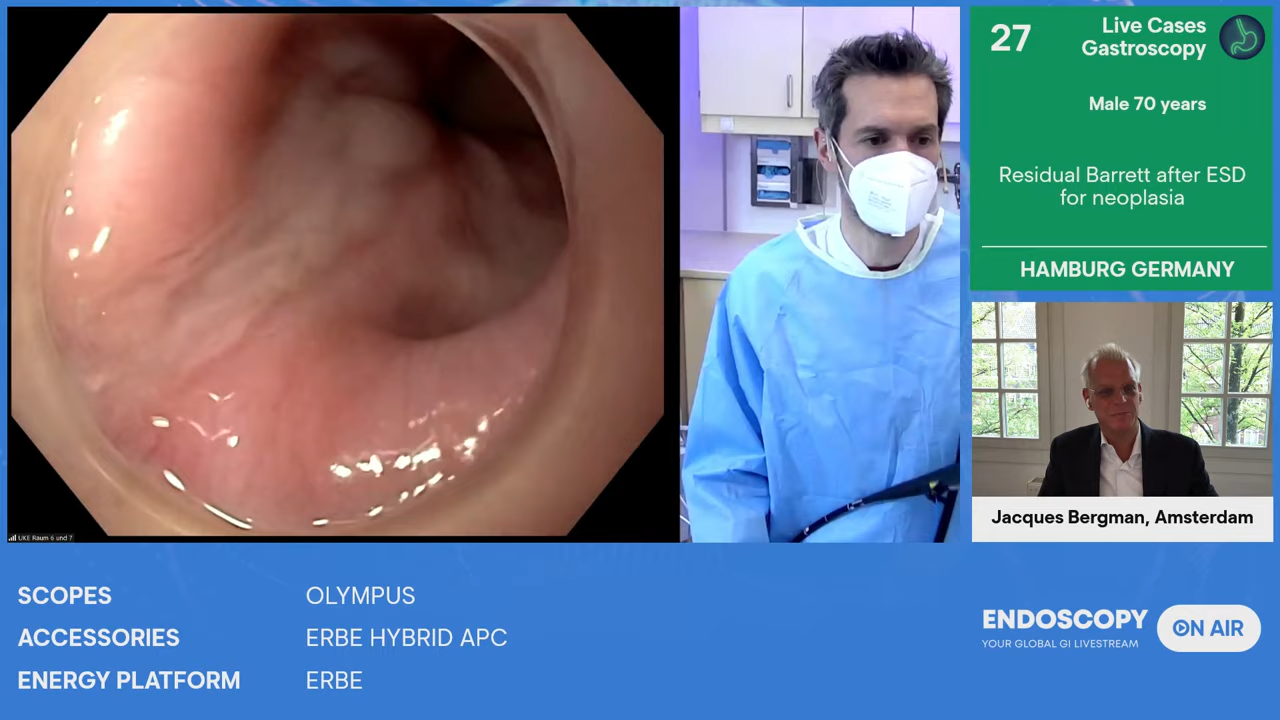 27
Live Cases
Gastroscopy
Male 70 years
Residual Barrett after ESD
for neoplasia
HAMBURG GERMANY
Jacques Bergman, Amsterdam
UKE Raum 6 und 7
SCOPES OLYMPUS
ACCESSORIES ERBE HYBRID APC
ENERGY PLATFORM ERBE
ENDOSCOPY
YOUR GLOBAL GI LIVESTREAM
ON AIR